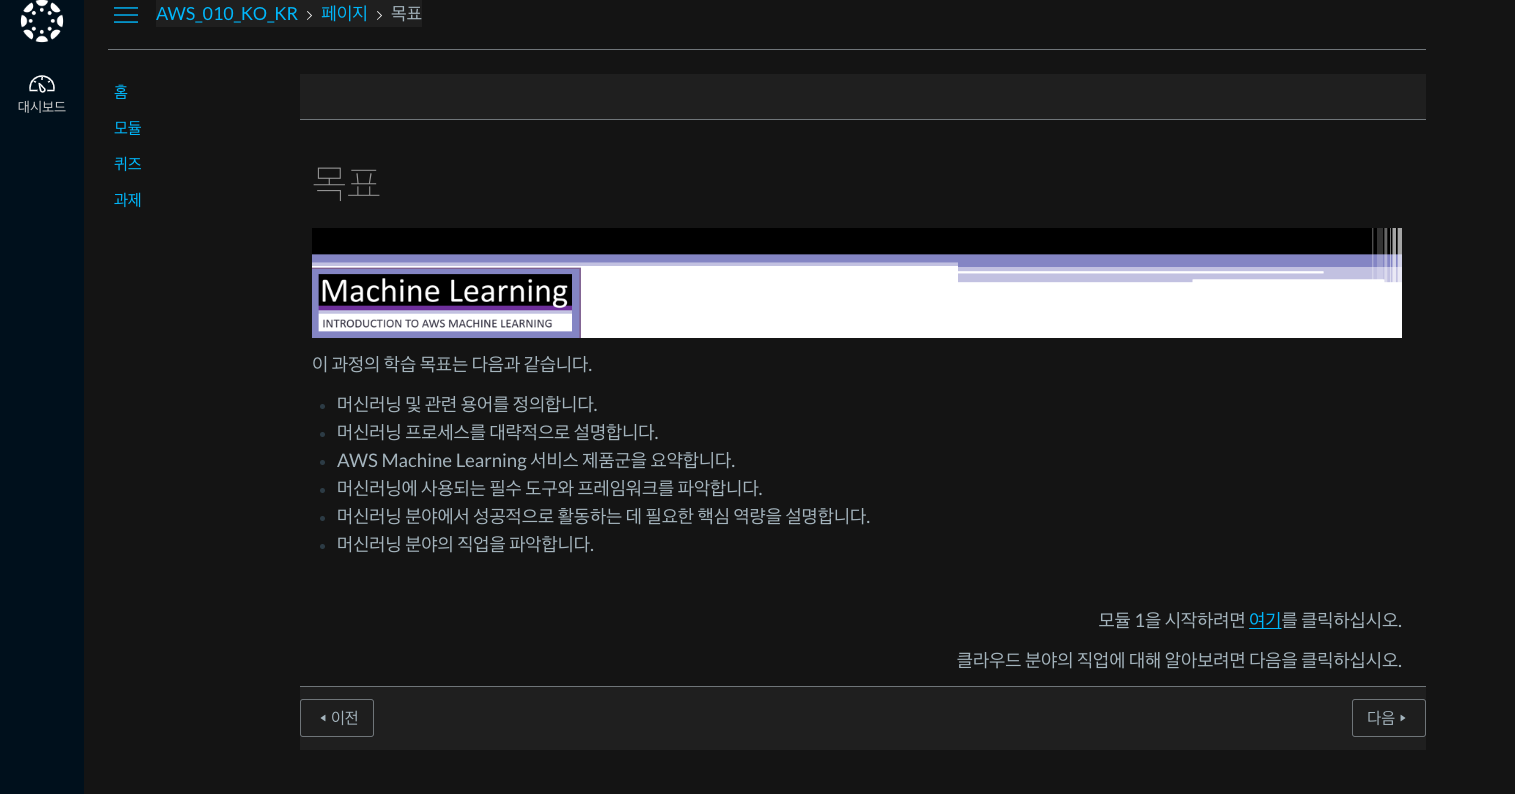 AWS_010_KO_KR › 페이지 › 목표
대시보드
홈
모듈
퀴즈
과제
목표
Machine Learning
INTRODUCTION TO AWS MACHINE LEARNING
이 과정의 학습 목표는 다음과 같습니다.
머신러닝 및 관련 용어를 정의합니다.
머신러닝 프로세스를 대략적으로 설명합니다.
AWS Machine Learning 서비스 제품군을 요약합니다.
머신러닝에 사용되는 필수 도구와 프레임워크를 파악합니다.
머신러닝 분야에서 성공적으로 활동하는 데 필요한 핵심 역량을 설명합니다.
머신러닝 분야의 직업을 파악합니다.
모듈 1을 시작하려면 여기를 클릭하십시오.
클라우드 분야의 직업에 대해 알아보려면 다음을 클릭하십시오.
이전
다음